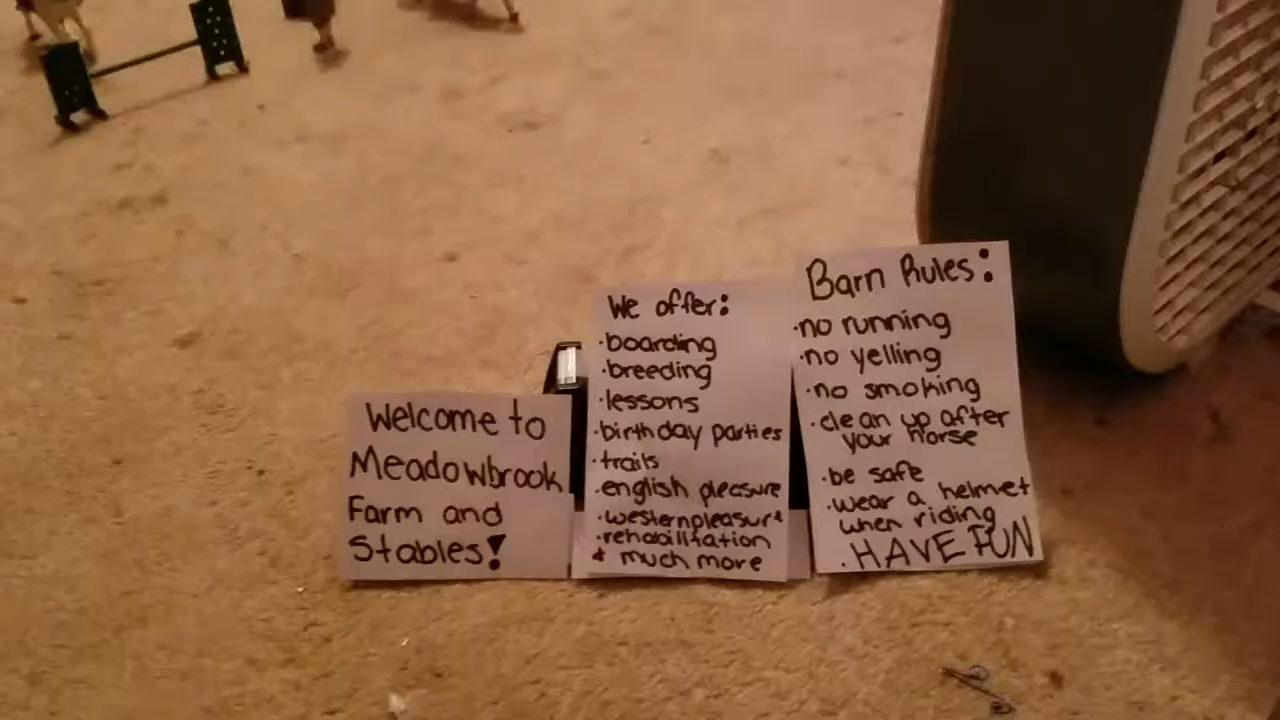 Welcome to
Meadowbrook
Farm and
Stables!
We offer:
·boarding
·breeding
·lessons
·birthday parties
·trails
·english pleasure
·western pleasure
·rehabilitation
& much more
Barn Rules:
·no running
·no yelling
·no smoking
·clean up after
your horse
·be safe
·wear a helmet
when riding
·HAVE FUN